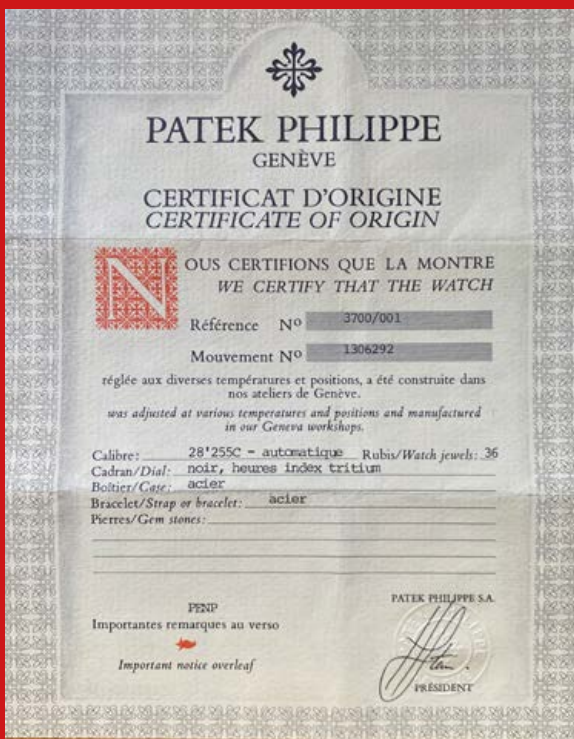 PATEK PHILIPPE
GENÈVE
CERTIFICAT D'ORIGINE
CERTIFICATE OF ORIGIN
NOUS CERTIFIONS QUE LA MONTRE
WE CERTIFY THAT THE WATCH
Référence Nº 3700/001
Mouvement Nº 1306292
réglée aux diverses températures et positions, a été construite dans
nos ateliers de Genève.
was adjusted at various temperatures and positions and manufactured
in our Geneva workshops.
Calibre: 28'255C - automatique Rubis/Watch jewels: 36
Cadran/Dial: noir, heures index tritium
Boîtier/Case: acier
Bracelet/Strap or bracelet: acier
Pierres/Gem stones:
PENP
Importantes remarques au verso
Important notice overleaf
PATEK PHILIPPE S.A.
PRÉSIDENT